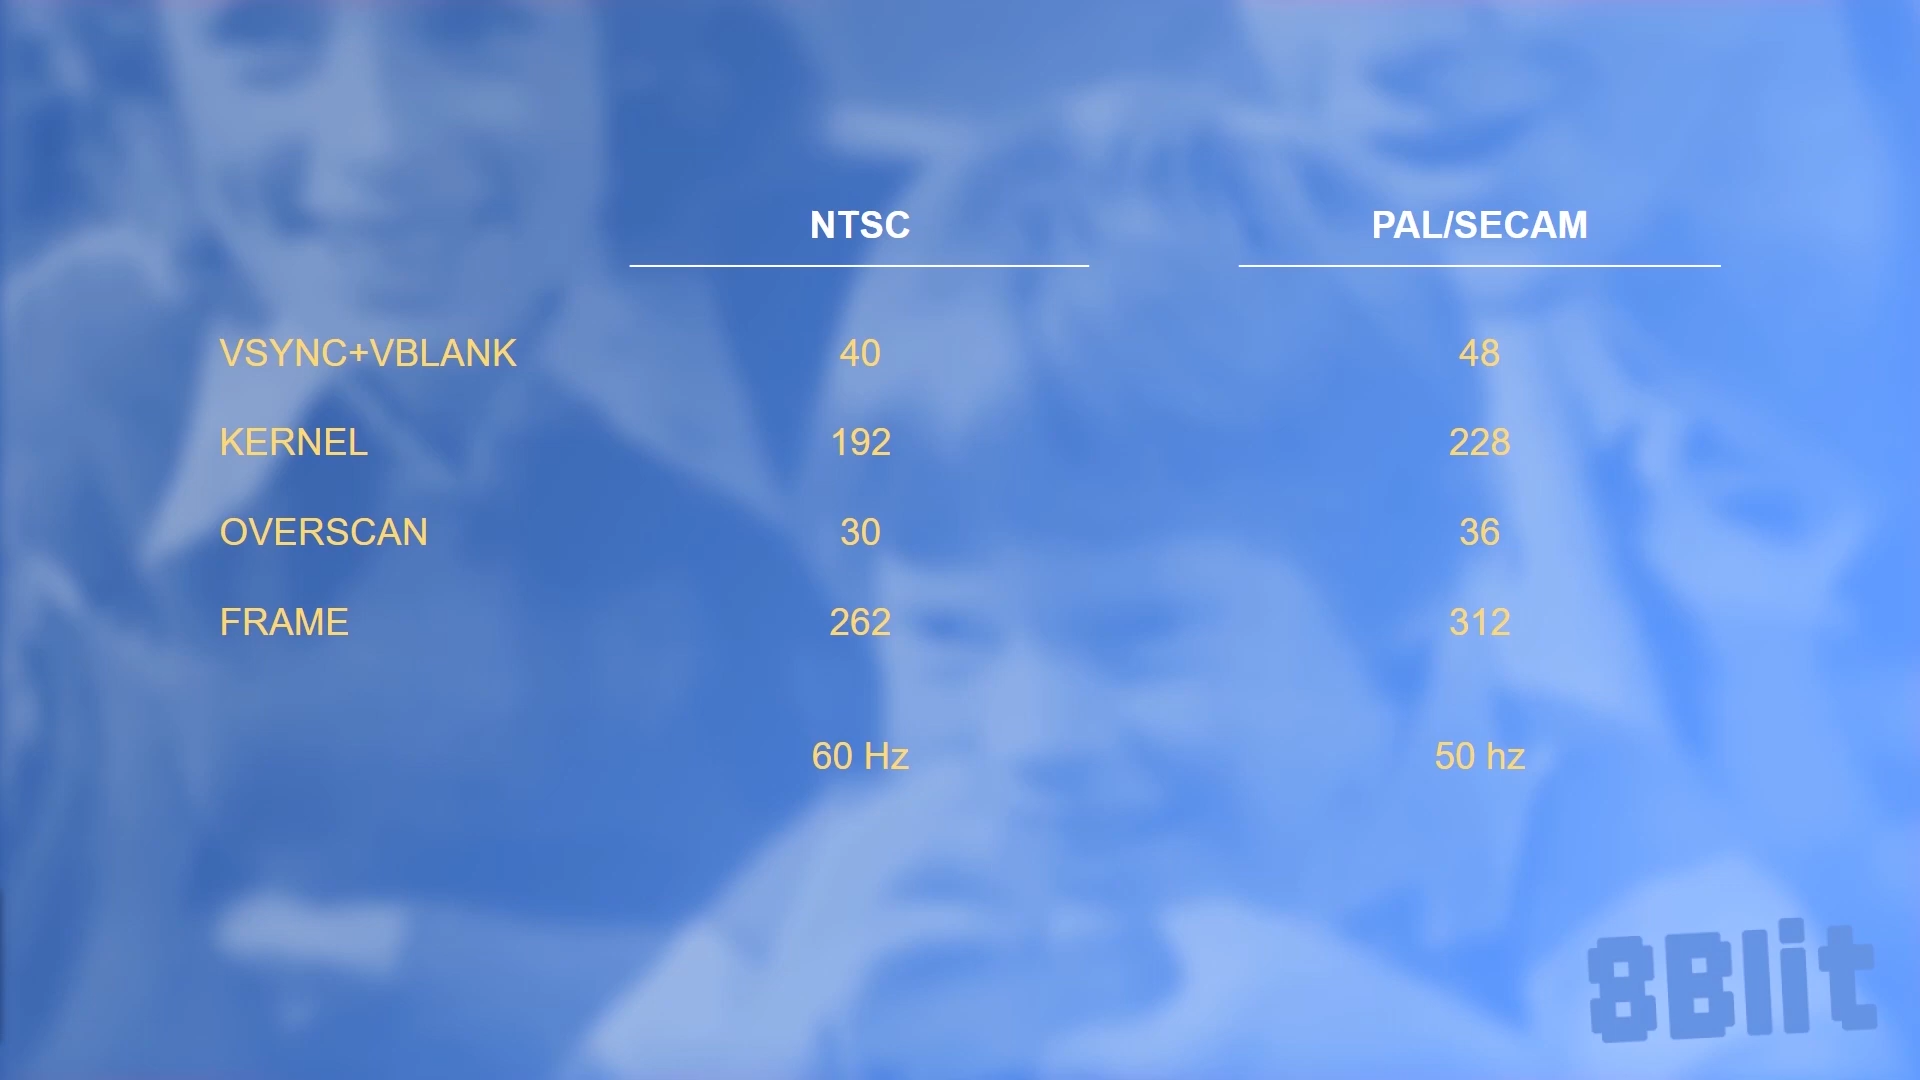 NTSC PAL/SECAM
VSYNC+VBLANK 40 48
KERNEL 192 228
OVERSCAN 30 36
FRAME 262 312
60 Hz 50 hz
8Blit